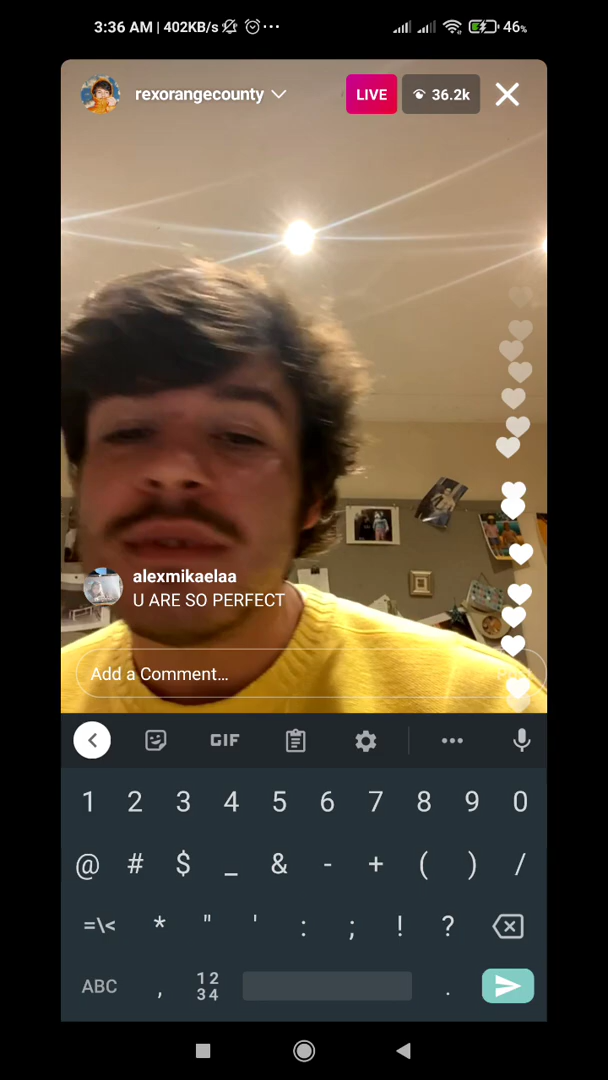 3:36 AM | 402KB/s ...
46%
rexorangecounty
LIVE
36.2k
alexmikaelaa
U ARE SO PERFECT
Add a Comment…
GIF
1 2 3 4 5 6 7 8 9 0
@ # $ _ & - + ( ) /
=\< * " ' : ; ! ?
ABC , 12 34 .